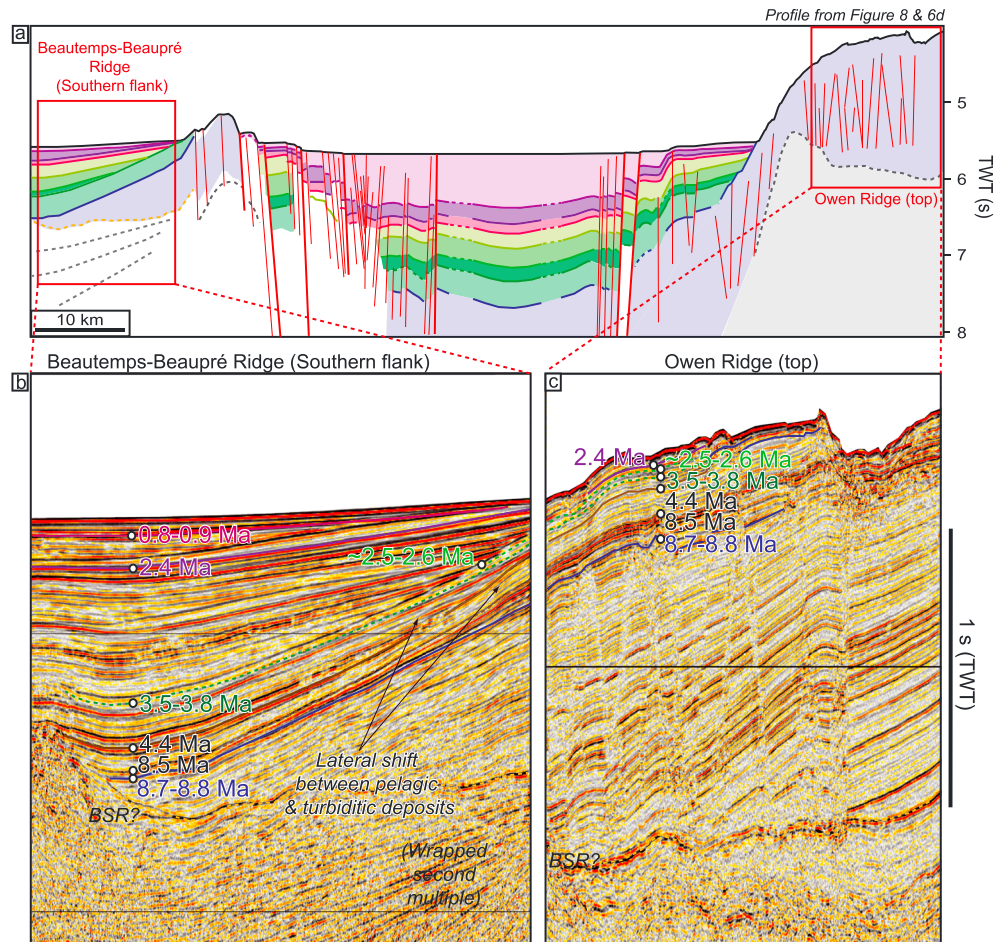 Profile from Figure 8 & 6d
a
Beautemps-Beaupré
Ridge
(Southern flank)
5
6
7
8
TWT (s)
Owen Ridge (top)
10 km
Beautemps-Beaupré Ridge (Southern flank)
Owen Ridge (top)
b
0.8-0.9 Ma
2.4 Ma
~2.5-2.6 Ma
3.5-3.8 Ma
4.4 Ma
8.5 Ma
8.7-8.8 Ma
Lateral shift
between pelagic
& turbiditic deposits
BSR?
(Wrapped
second
multiple)
c
2.4 Ma
~2.5-2.6 Ma
3.5-3.8 Ma
4.4 Ma
8.5 Ma
8.7-8.8 Ma
BSR?
1 s (TWT)